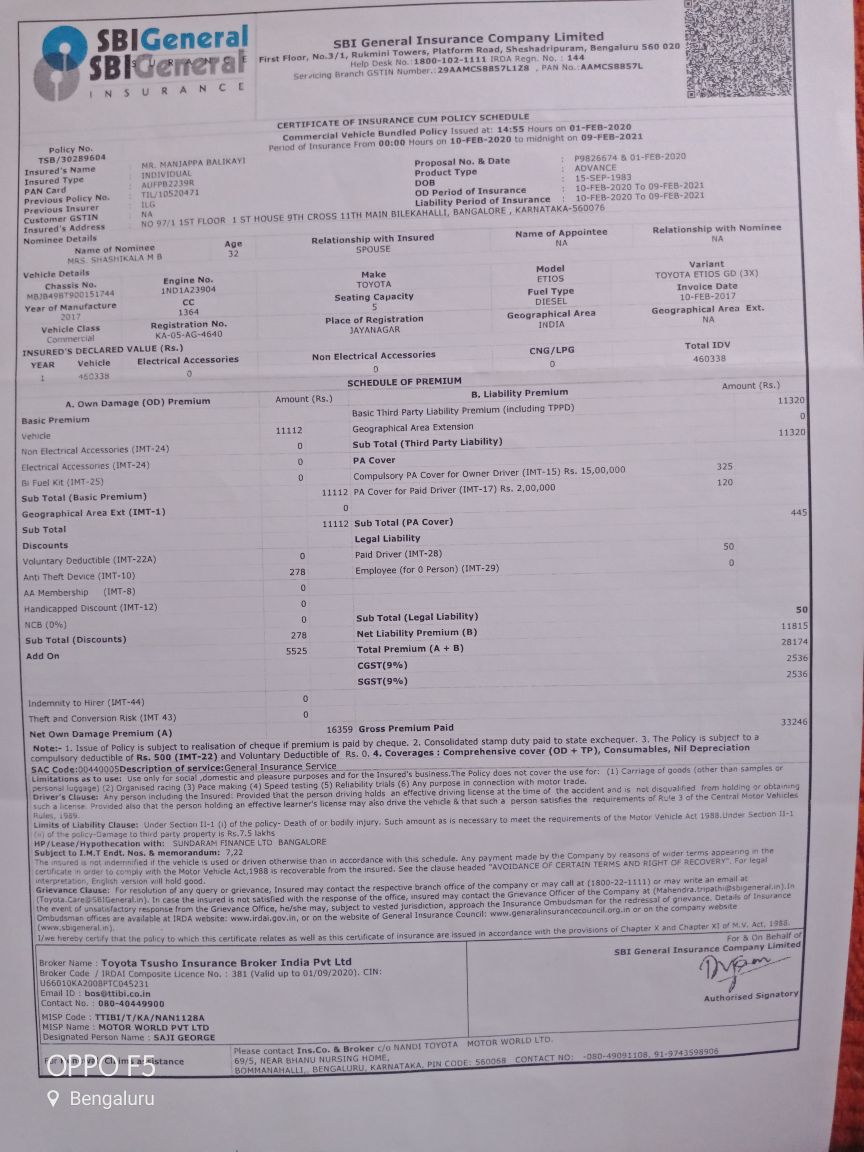 SBIGeneral
SBIGeneral
INSURANCE
SBI General Insurance Company Limited
First Floor, No.3/1, Rukmini Towers, Platform Road, Sheshadripuram, Bengaluru 560 020
Help Desk No.:1800-102-1111 IRDA Regn. No. : 144
Servicing Branch GSTIN Number.:29AAMCS8857L1Z8 , PAN No.:AAMCS8857L
CERTIFICATE OF INSURANCE CUM POLICY SCHEDULE
Commercial Vehicle Bundled Policy Issued at: 14:55 Hours on 01-FEB-2020
Period of Insurance From 00:00 Hours on 10-FEB-2020 to midnight on 09-FEB-2021
Policy No.
TSB/30289604
Insured's Name : MR. MANJAPPA BALIKAYI
Insured Type : INDIVIDUAL
PAN Card : AUFPB2239R
Previous Policy No. : TIL/10520471
Previous Insurer : ILG
Customer GSTIN : NA
Insured's Address : NO 97/1 1ST FLOOR 1 ST HOUSE 9TH CROSS 11TH MAIN BILEKAHALLI, BANGALORE , KARNATAKA-560076
Proposal No. & Date : P9826674 & 01-FEB-2020
Product Type : ADVANCE
DOB : 15-SEP-1983
OD Period of Insurance : 10-FEB-2020 To 09-FEB-2021
Liability Period of Insurance : 10-FEB-2020 To 09-FEB-2021
Nominee Details
Name of Nominee Age Relationship with Insured Name of Appointee Relationship with Nominee
MRS. SHASHIKALA M B 32 SPOUSE NA NA
Vehicle Details
Chassis No. Engine No. Make Model Variant
MBJB49BT900151744 1ND1A23904 TOYOTA ETIOS TOYOTA ETIOS GD (3X)
Year of Manufacture CC Seating Capacity Fuel Type Invoice Date
2017 1364 5 DIESEL 10-FEB-2017
Vehicle Class Registration No. Place of Registration Geographical Area Geographical Area Ext.
Commercial KA-05-AG-4640 JAYANAGAR INDIA NA
INSURED'S DECLARED VALUE (Rs.)
YEAR Vehicle Electrical Accessories Non Electrical Accessories CNG/LPG Total IDV
1 460338 0 0 0 460338
SCHEDULE OF PREMIUM
A. Own Damage (OD) Premium Amount (Rs.) B. Liability Premium Amount (Rs.)
Basic Premium Basic Third Party Liability Premium (including TPPD) 11320
Vehicle 11112 Geographical Area Extension 0
Non Electrical Accessories (IMT-24) 0 Sub Total (Third Party Liability) 11320
Electrical Accessories (IMT-24) 0 PA Cover
Bi Fuel Kit (IMT-25) 0 Compulsory PA Cover for Owner Driver (IMT-15) Rs. 15,00,000 325
Sub Total (Basic Premium) 11112 PA Cover for Paid Driver (IMT-17) Rs. 2,00,000 120
Geographical Area Ext (IMT-1) 0
Sub Total 11112 Sub Total (PA Cover) 445
Discounts Legal Liability
Voluntary Deductible (IMT-22A) 0 Paid Driver (IMT-28) 50
Anti Theft Device (IMT-10) 278 Employee (for 0 Person) (IMT-29) 0
AA Membership (IMT-8) 0
Handicapped Discount (IMT-12) 0
NCB (0%) 0 Sub Total (Legal Liability) 50
Sub Total (Discounts) 278 Net Liability Premium (B) 11815
Add On 5525 Total Premium (A + B) 28174
CGST(9%) 2536
SGST(9%) 2536
Indemnity to Hirer (IMT-44) 0
Theft and Conversion Risk (IMT 43) 0
Net Own Damage Premium (A) 16359 Gross Premium Paid 33246
Note:- 1. Issue of Policy is subject to realisation of cheque if premium is paid by cheque. 2. Consolidated stamp duty paid to state exchequer. 3. The Policy is subject to a
compulsory deductible of Rs. 500 (IMT-22) and Voluntary Deductible of Rs. 0. 4. Coverages : Comprehensive cover (OD + TP), Consumables, Nil Depreciation
SAC Code:00440005Description of service:General Insurance Service
Limitations as to use: Use only for social ,domestic and pleasure purposes and for the Insured's business.The Policy does not cover the use for: (1) Carriage of goods (other than samples or
personal luggage) (2) Organised racing (3) Pace making (4) Speed testing (5) Reliability trials (6) Any purpose in connection with motor trade.
Driver's Clause: Any person including the Insured: Provided that the person driving holds an effective driving license at the time of the accident and is not disqualified from holding or obtaining
such a license. Provided also that the person holding an effective learner's license may also drive the vehicle & that such a person satisfies the requirements of Rule 3 of the Central Motor Vehicles
Rules, 1989.
Limits of Liability Clause: Under Section II-1 (i) of the policy- Death of or bodily injury. Such amount as is necessary to meet the requirements of the Motor Vehicle Act 1988.Under Section II-1
(ii) of the policy-Damage to third party property is Rs.7.5 lakhs
HP/Lease/Hypothecation with: SUNDARAM FINANCE LTD BANGALORE
Subject to I.M.T Endt. Nos. & memorandum: 7,22
The insured is not indemnified if the vehicle is used or driven otherwise than in accordance with this schedule. Any payment made by the Company by reasons of wider terms appearing in the
certificate in order to comply with the Motor Vehicle Act,1988 is recoverable from the insured. See the clause headed "AVOIDANCE OF CERTAIN TERMS AND RIGHT OF RECOVERY". For legal
interpretation, English version will hold good.
Grievance Clause: For resolution of any query or grievance, Insured may contact the respective branch office of the company or may call at (1800-22-1111) or may write an email at
(Toyota.Care@SBIGeneral.in). In case the insured is not satisfied with the response of the office, insured may contact the Grievance Officer of the Company at (Mahendra.tripathi@sbigeneral.in).In
the event of unsatisfactory response from the Grievance Office, he/she may, subject to vested jurisdiction, approach the Insurance Ombudsman for the redressal of grievance. Details of Insurance
Ombudsman offices are available at IRDA website: www.irdai.gov.in, or on the website of General Insurance Council: www.generalinsurancecouncil.org.in or on the company website
(www.sbigeneral.in).
I/we hereby certify that the policy to which this certificate relates as well as this certificate of insurance are issued in accordance with the provisions of Chapter X and Chapter XI of M.V. Act, 1988.
For & On Behalf of
SBI General Insurance Company Limited
Authorised Signatory
Broker Name : Toyota Tsusho Insurance Broker India Pvt Ltd
Broker Code / IRDAI Composite Licence No. : 381 (Valid up to 01/09/2020). CIN:
U66010KA2008PTC045231
Email ID : bos@ttibi.co.in
Contact No. : 080-40449900
MISP Code : TTIBI/T/KA/NAN1128A
MISP Name : MOTOR WORLD PVT LTD
Designated Person Name : SAJI GEORGE
For Renewal/Claim assistance
Please contact Ins.Co. & Broker c/o NANDI TOYOTA MOTOR WORLD LTD.
69/5, NEAR BHANU NURSING HOME,
BOMMANAHALLI,, BENGALURU, KARNATAKA, PIN CODE: 560068 CONTACT NO: -080-49091108, 91-9743598906
OPPO F5
Bengaluru